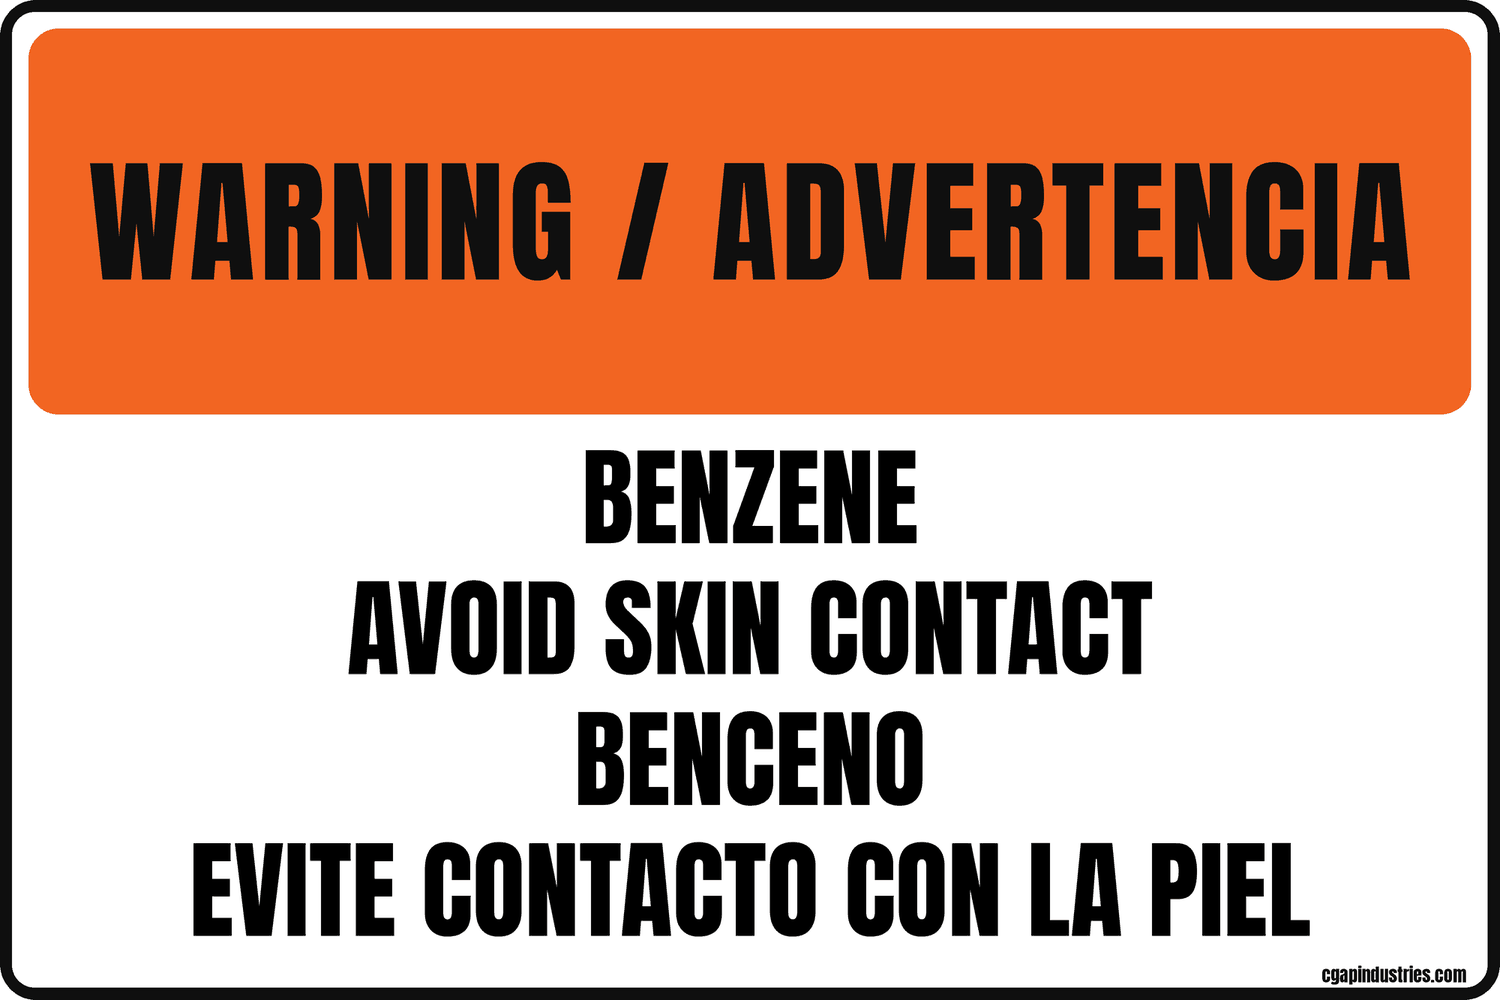 WARNING / ADVERTENCIA
BENZENE
AVOID SKIN CONTACT
BENCENO
EVITE CONTACTO CON LA PIEL
cgapindustries.com